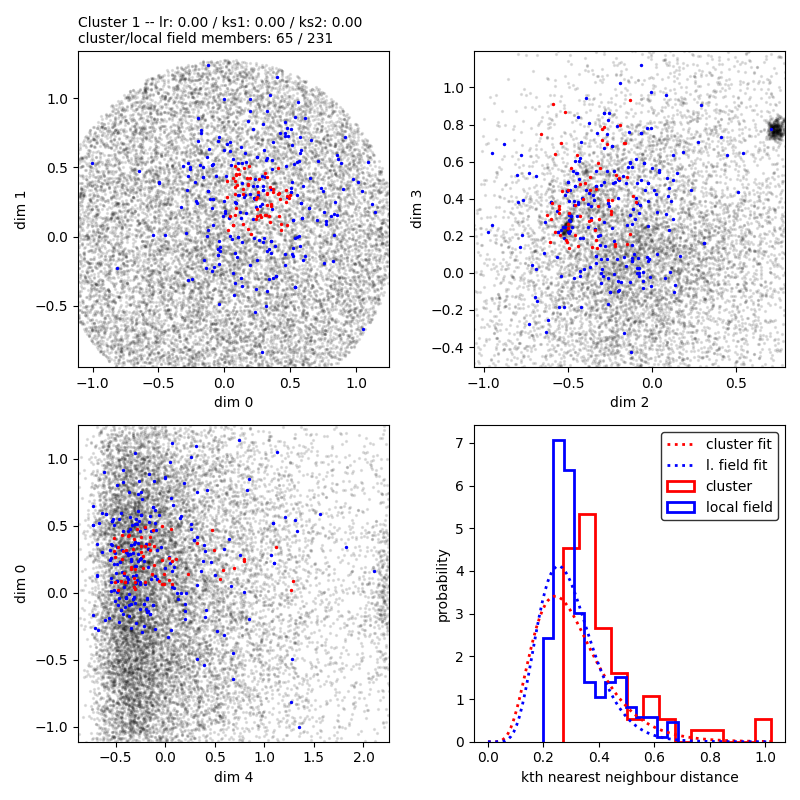 Cluster 1 -- lr: 0.00 / ks1: 0.00 / ks2: 0.00
cluster/local field members: 65 / 231
1.0
0.5
0.0
−0.5
dim 1
−1.0 −0.5 0.0 0.5 1.0
dim 0
1.0
0.8
0.6
0.4
0.2
0.0
−0.2
−0.4
dim 3
−1.0 −0.5 0.0 0.5
dim 2
1.0
0.5
0.0
−0.5
−1.0
dim 0
−0.5 0.0 0.5 1.0 1.5 2.0
dim 4
7
6
5
4
3
2
1
0
probability
cluster fit
l. field fit
cluster
local field
0.0 0.2 0.4 0.6 0.8 1.0
kth nearest neighbour distance